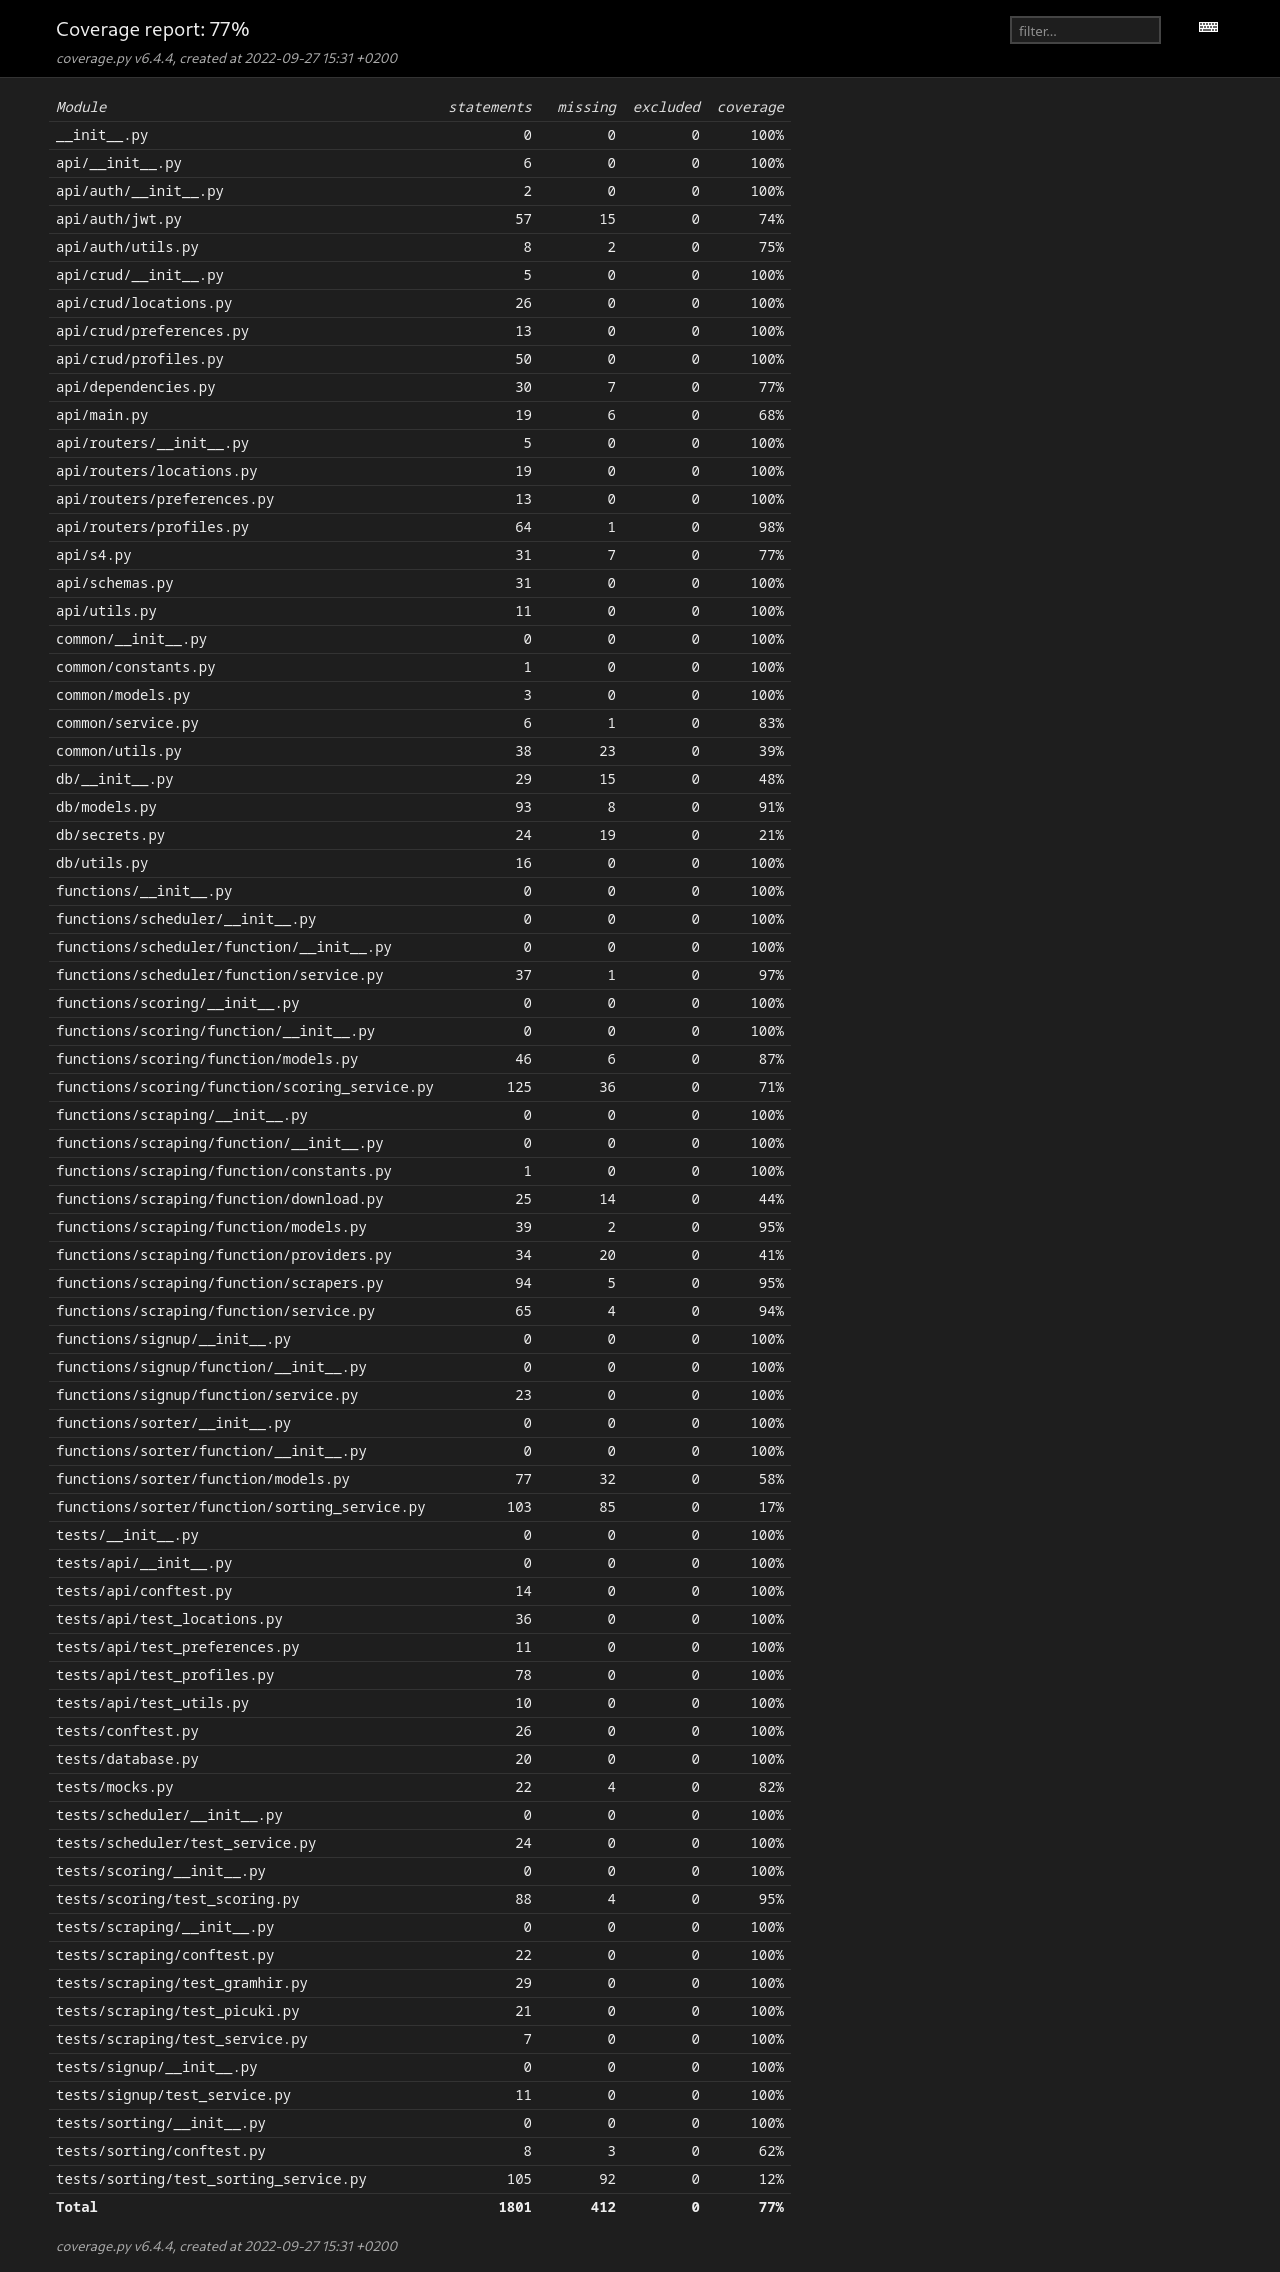 Coverage report: 77%
filter...
coverage.py v6.4.4, created at 2022-09-27 15:31 +0200
Module statements missing excluded coverage
__init__.py 0 0 0 100%
api/__init__.py 6 0 0 100%
api/auth/__init__.py 2 0 0 100%
api/auth/jwt.py 57 15 0 74%
api/auth/utils.py 8 2 0 75%
api/crud/__init__.py 5 0 0 100%
api/crud/locations.py 26 0 0 100%
api/crud/preferences.py 13 0 0 100%
api/crud/profiles.py 50 0 0 100%
api/dependencies.py 30 7 0 77%
api/main.py 19 6 0 68%
api/routers/__init__.py 5 0 0 100%
api/routers/locations.py 19 0 0 100%
api/routers/preferences.py 13 0 0 100%
api/routers/profiles.py 64 1 0 98%
api/s4.py 31 7 0 77%
api/schemas.py 31 0 0 100%
api/utils.py 11 0 0 100%
common/__init__.py 0 0 0 100%
common/constants.py 1 0 0 100%
common/models.py 3 0 0 100%
common/service.py 6 1 0 83%
common/utils.py 38 23 0 39%
db/__init__.py 29 15 0 48%
db/models.py 93 8 0 91%
db/secrets.py 24 19 0 21%
db/utils.py 16 0 0 100%
functions/__init__.py 0 0 0 100%
functions/scheduler/__init__.py 0 0 0 100%
functions/scheduler/function/__init__.py 0 0 0 100%
functions/scheduler/function/service.py 37 1 0 97%
functions/scoring/__init__.py 0 0 0 100%
functions/scoring/function/__init__.py 0 0 0 100%
functions/scoring/function/models.py 46 6 0 87%
functions/scoring/function/scoring_service.py 125 36 0 71%
functions/scraping/__init__.py 0 0 0 100%
functions/scraping/function/__init__.py 0 0 0 100%
functions/scraping/function/constants.py 1 0 0 100%
functions/scraping/function/download.py 25 14 0 44%
functions/scraping/function/models.py 39 2 0 95%
functions/scraping/function/providers.py 34 20 0 41%
functions/scraping/function/scrapers.py 94 5 0 95%
functions/scraping/function/service.py 65 4 0 94%
functions/signup/__init__.py 0 0 0 100%
functions/signup/function/__init__.py 0 0 0 100%
functions/signup/function/service.py 23 0 0 100%
functions/sorter/__init__.py 0 0 0 100%
functions/sorter/function/__init__.py 0 0 0 100%
functions/sorter/function/models.py 77 32 0 58%
functions/sorter/function/sorting_service.py 103 85 0 17%
tests/__init__.py 0 0 0 100%
tests/api/__init__.py 0 0 0 100%
tests/api/conftest.py 14 0 0 100%
tests/api/test_locations.py 36 0 0 100%
tests/api/test_preferences.py 11 0 0 100%
tests/api/test_profiles.py 78 0 0 100%
tests/api/test_utils.py 10 0 0 100%
tests/conftest.py 26 0 0 100%
tests/database.py 20 0 0 100%
tests/mocks.py 22 4 0 82%
tests/scheduler/__init__.py 0 0 0 100%
tests/scheduler/test_service.py 24 0 0 100%
tests/scoring/__init__.py 0 0 0 100%
tests/scoring/test_scoring.py 88 4 0 95%
tests/scraping/__init__.py 0 0 0 100%
tests/scraping/conftest.py 22 0 0 100%
tests/scraping/test_gramhir.py 29 0 0 100%
tests/scraping/test_picuki.py 21 0 0 100%
tests/scraping/test_service.py 7 0 0 100%
tests/signup/__init__.py 0 0 0 100%
tests/signup/test_service.py 11 0 0 100%
tests/sorting/__init__.py 0 0 0 100%
tests/sorting/conftest.py 8 3 0 62%
tests/sorting/test_sorting_service.py 105 92 0 12%
Total 1801 412 0 77%
coverage.py v6.4.4, created at 2022-09-27 15:31 +0200